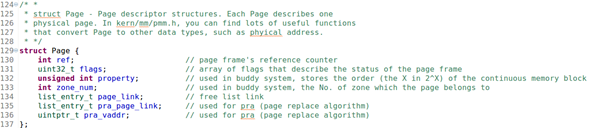 124⊖/* *
125  * struct Page - Page descriptor structures. Each Page describes one
126  * physical page. In kern/mm/pmm.h, you can find lots of useful functions
127  * that convert Page to other data types, such as phyical address.
128  * */
129⊖struct Page {
130     int ref;                        // page frame's reference counter
131     uint32_t flags;                 // array of flags that describe the status of the page frame
132     unsigned int property;          // used in buddy system, stores the order (the X in 2^X) of the continuous memory block
133     int zone_num;                   // used in buddy system, the No. of zone which the page belongs to
134     list_entry_t page_link;         // free list link
135     list_entry_t pra_page_link;     // used for pra (page replace algorithm)
136     uintptr_t pra_vaddr;            // used for pra (page replace algorithm)
137 };